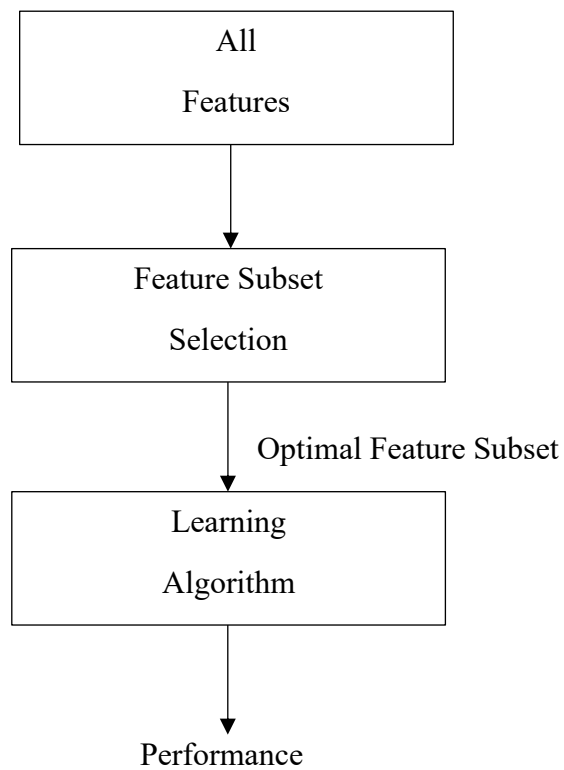 All
Features
Feature Subset
Selection
Optimal Feature Subset
Learning
Algorithm
Performance